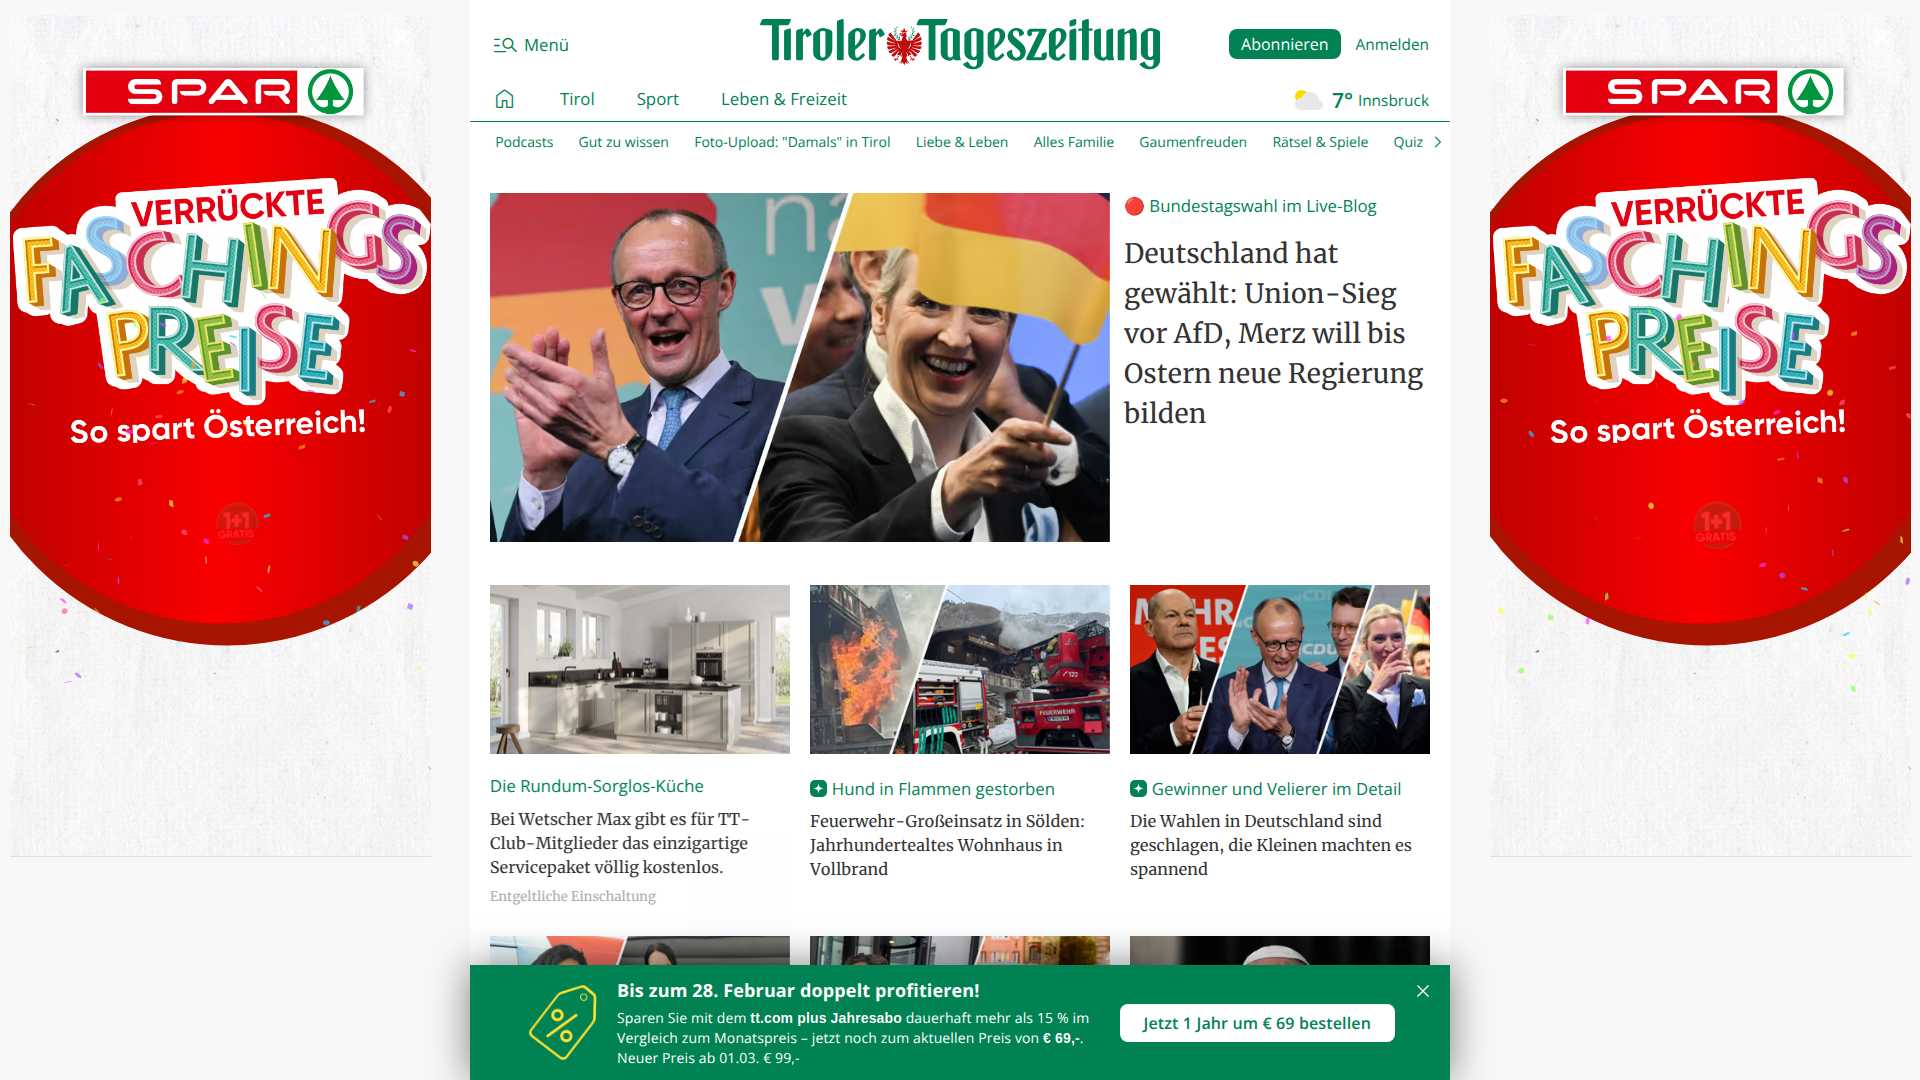 Menü
Tiroler Tageszeitung
Abonnieren
Anmelden
Tirol
Sport
Leben & Freizeit
7° Innsbruck
Podcasts
Gut zu wissen
Foto-Upload: "Damals" in Tirol
Liebe & Leben
Alles Familie
Gaumenfreuden
Rätsel & Spiele
Quiz
SPAR
VERRÜCKTE
FASCHINGS
PREISE
So spart Österreich!
1+1
GRATIS
Bundestagswahl im Live-Blog
Deutschland hat
gewählt: Union-Sieg
vor AfD, Merz will bis
Ostern neue Regierung
bilden
SPAR
VERRÜCKTE
FASCHINGS
PREISE
So spart Österreich!
1+1
GRATIS
FEUERWEHR
122
CDU
Die Rundum-Sorglos-Küche
Bei Wetscher Max gibt es für TT-
Club-Mitglieder das einzigartige
Servicepaket völlig kostenlos.
Entgeltliche Einschaltung
Hund in Flammen gestorben
Feuerwehr-Großeinsatz in Sölden:
Jahrhundertealtes Wohnhaus in
Vollbrand
Gewinner und Velierer im Detail
Die Wahlen in Deutschland sind
geschlagen, die Kleinen machten es
spannend
Bis zum 28. Februar doppelt profitieren!
Sparen Sie mit dem tt.com plus Jahresabo dauerhaft mehr als 15 % im
Vergleich zum Monatspreis – jetzt noch zum aktuellen Preis von € 69,-.
Neuer Preis ab 01.03. € 99,-
Jetzt 1 Jahr um € 69 bestellen